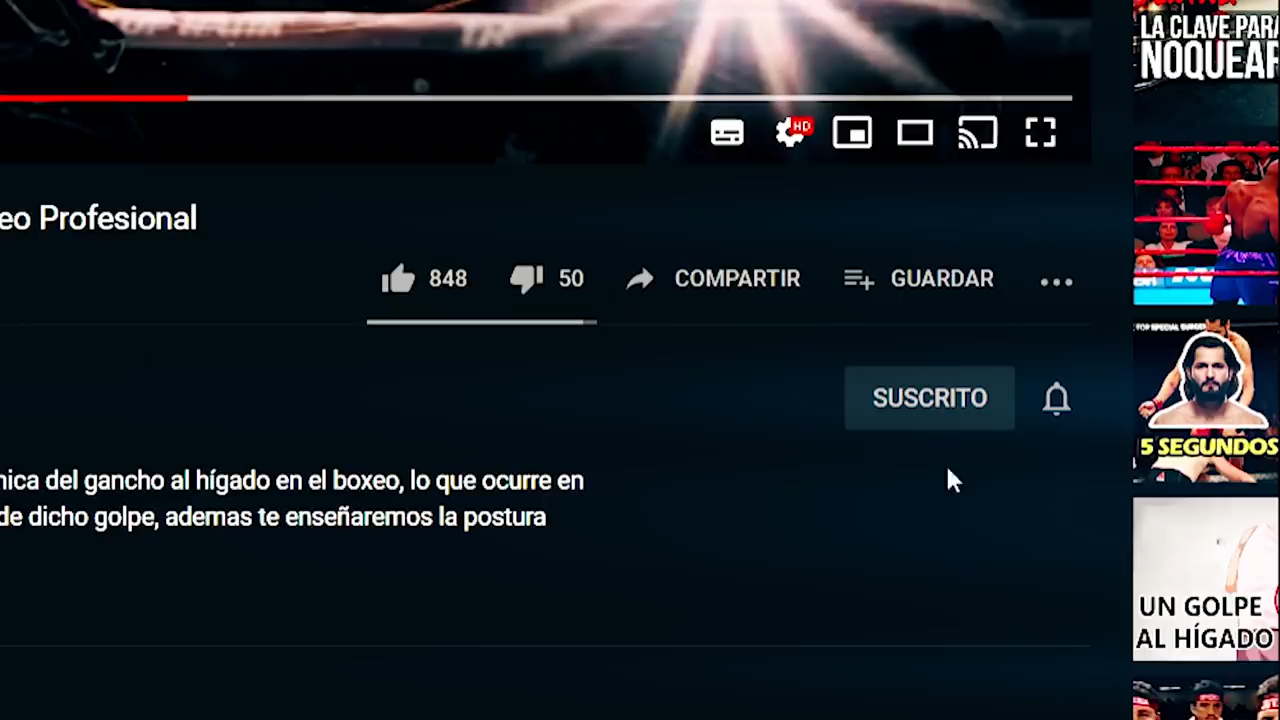 LA CLAVE PARA
NOQUEAR
HD
eo Profesional
848
50
COMPARTIR
GUARDAR
SUSCRITO
5 SEGUNDOS
nica del gancho al hígado en el boxeo, lo que ocurre en
de dicho golpe, ademas te enseñaremos la postura
UN GOLPE
AL HÍGADO